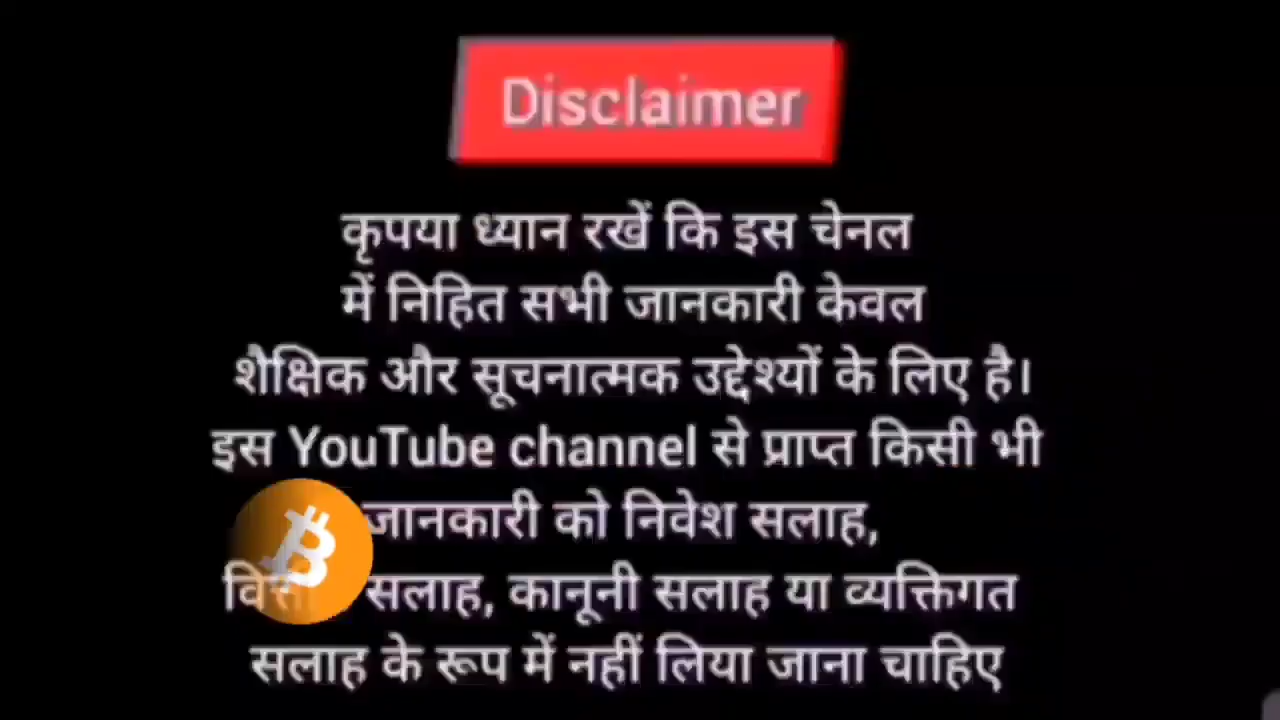 Disclaimer
कृपया ध्यान रखें कि इस चेनल
में निहित सभी जानकारी केवल
शैक्षिक और सूचनात्मक उद्देश्यों के लिए है।
इस YouTube channel से प्राप्त किसी भी
जानकारी को निवेश सलाह,
सलाह, कानूनी सलाह या व्यक्तिगत
सलाह के रूप में नहीं लिया जाना चाहिए